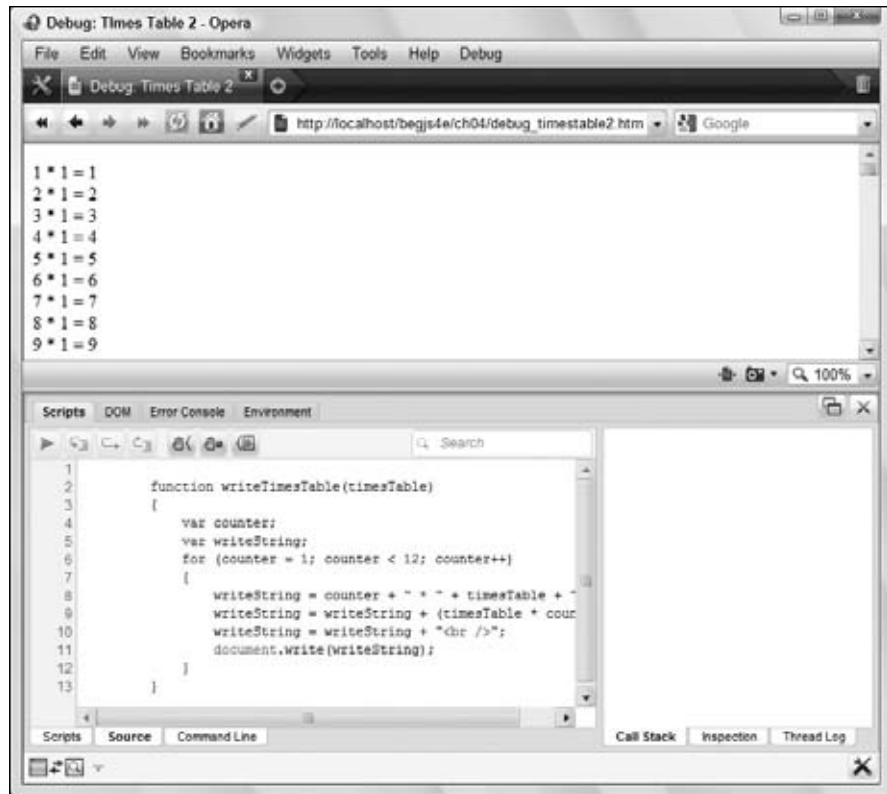 Debug: Times Table 2 - Opera
File Edit View Bookmarks Widgets Tools Help Debug
Debug: Times Table 2
http://localhost/begjs4e/ch04/debug_timestable2.htm Google
1 * 1 = 1
2 * 1 = 2
3 * 1 = 3
4 * 1 = 4
5 * 1 = 5
6 * 1 = 6
7 * 1 = 7
8 * 1 = 8
9 * 1 = 9
100%
Scripts DOM Error Console Environment
Search
1
2 function writeTimesTable(timesTable)
3 {
4 var counter;
5 var writeString;
6 for (counter = 1; counter < 12; counter++)
7 {
8 writeString = counter + " * " + timesTable + "
9 writeString = writeString + (timesTable * coun
10 writeString = writeString + "<br />";
11 document.write(writeString);
12 }
13 }
Scripts Source Command Line
Call Stack Inspection Thread Log